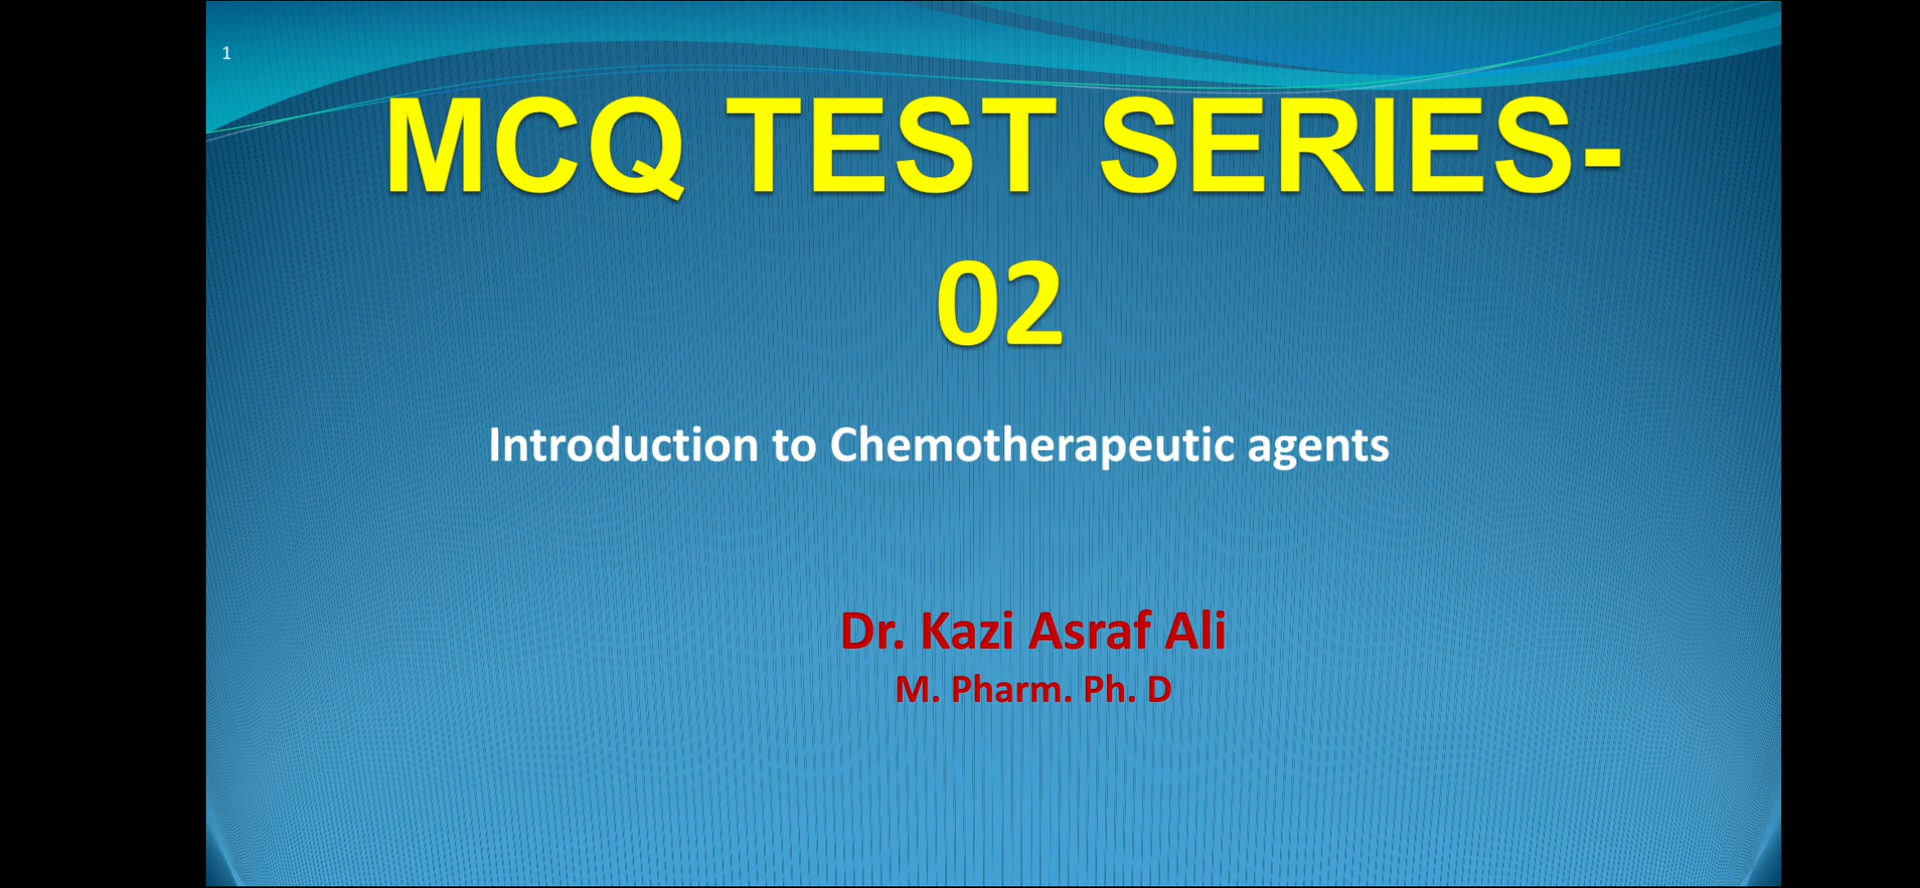 1
MCQ TEST SERIES-
02
Introduction to Chemotherapeutic agents
Dr. Kazi Asraf Ali
M. Pharm. Ph. D